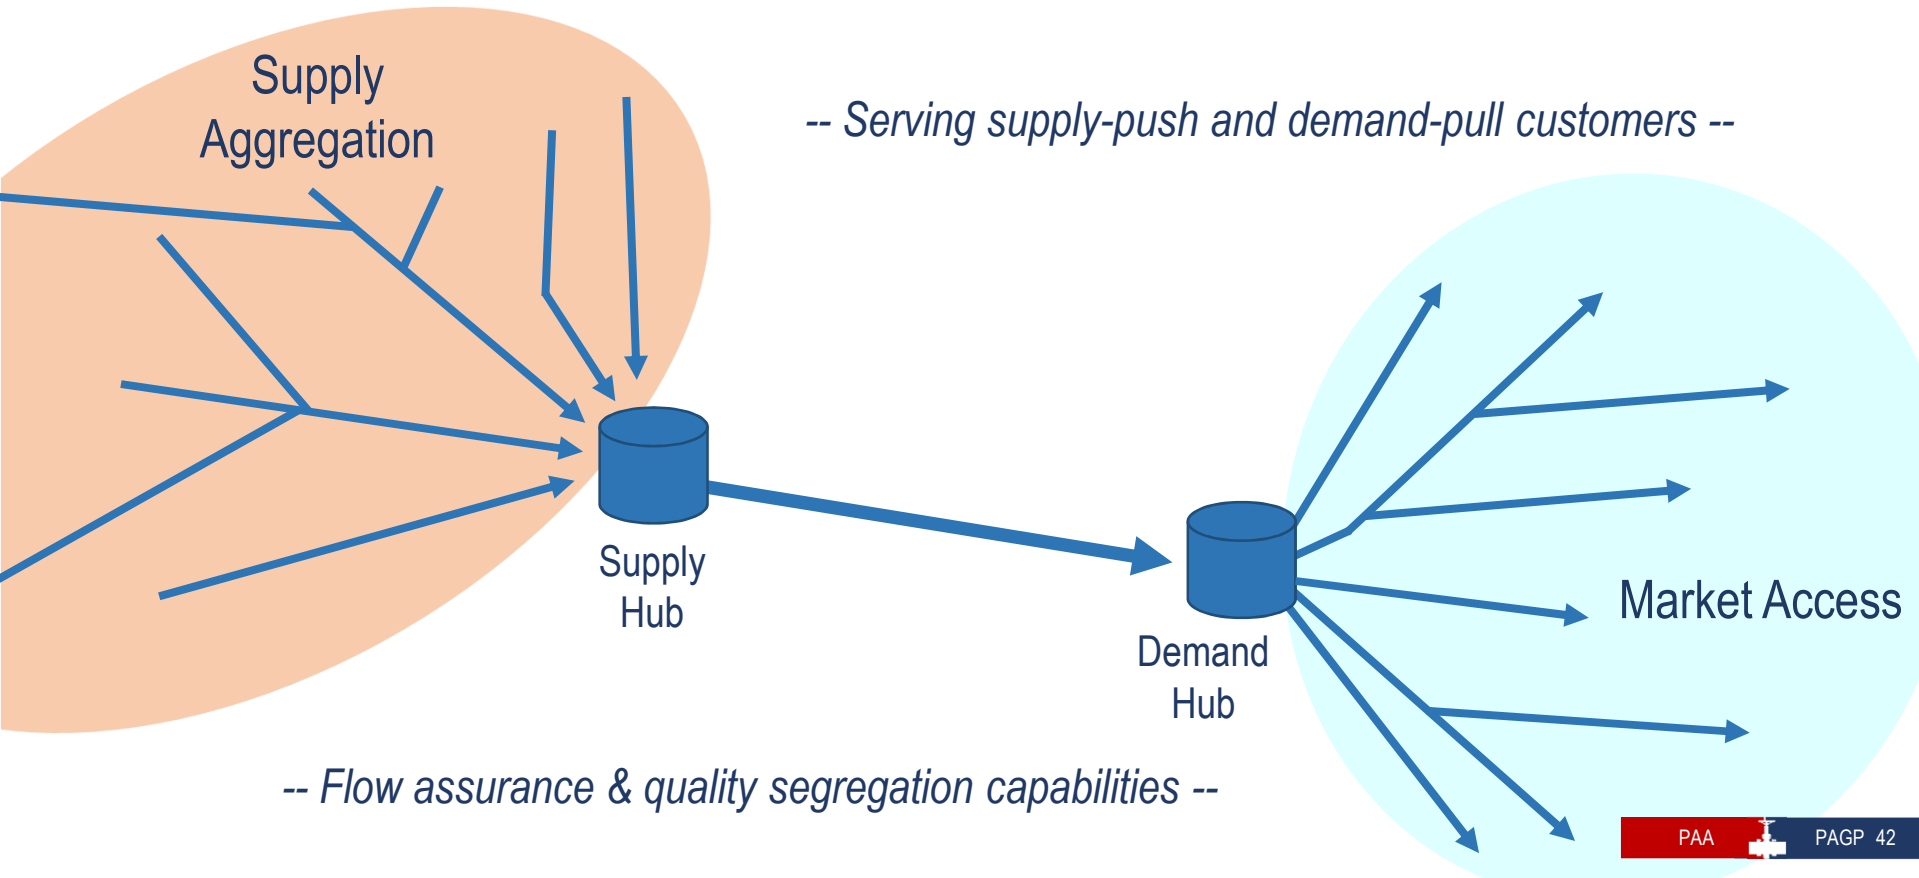 Supply
Aggregation
-- Serving supply-push and demand-pull customers --
Supply
Hub
Market Access
Demand
Hub
-- Flow assurance & quality segregation capabilities --
PAA PAGP 42